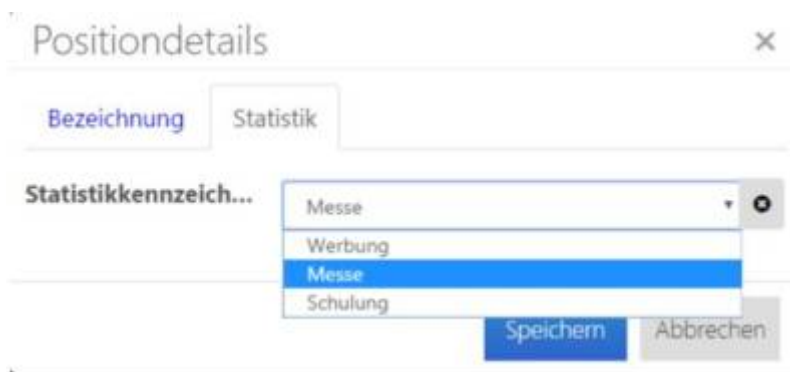 Positiondetails ×
Bezeichnung Statistik
Statistikkennzeich... Messe
Werbung
Messe
Schulung
Speichern Abbrechen